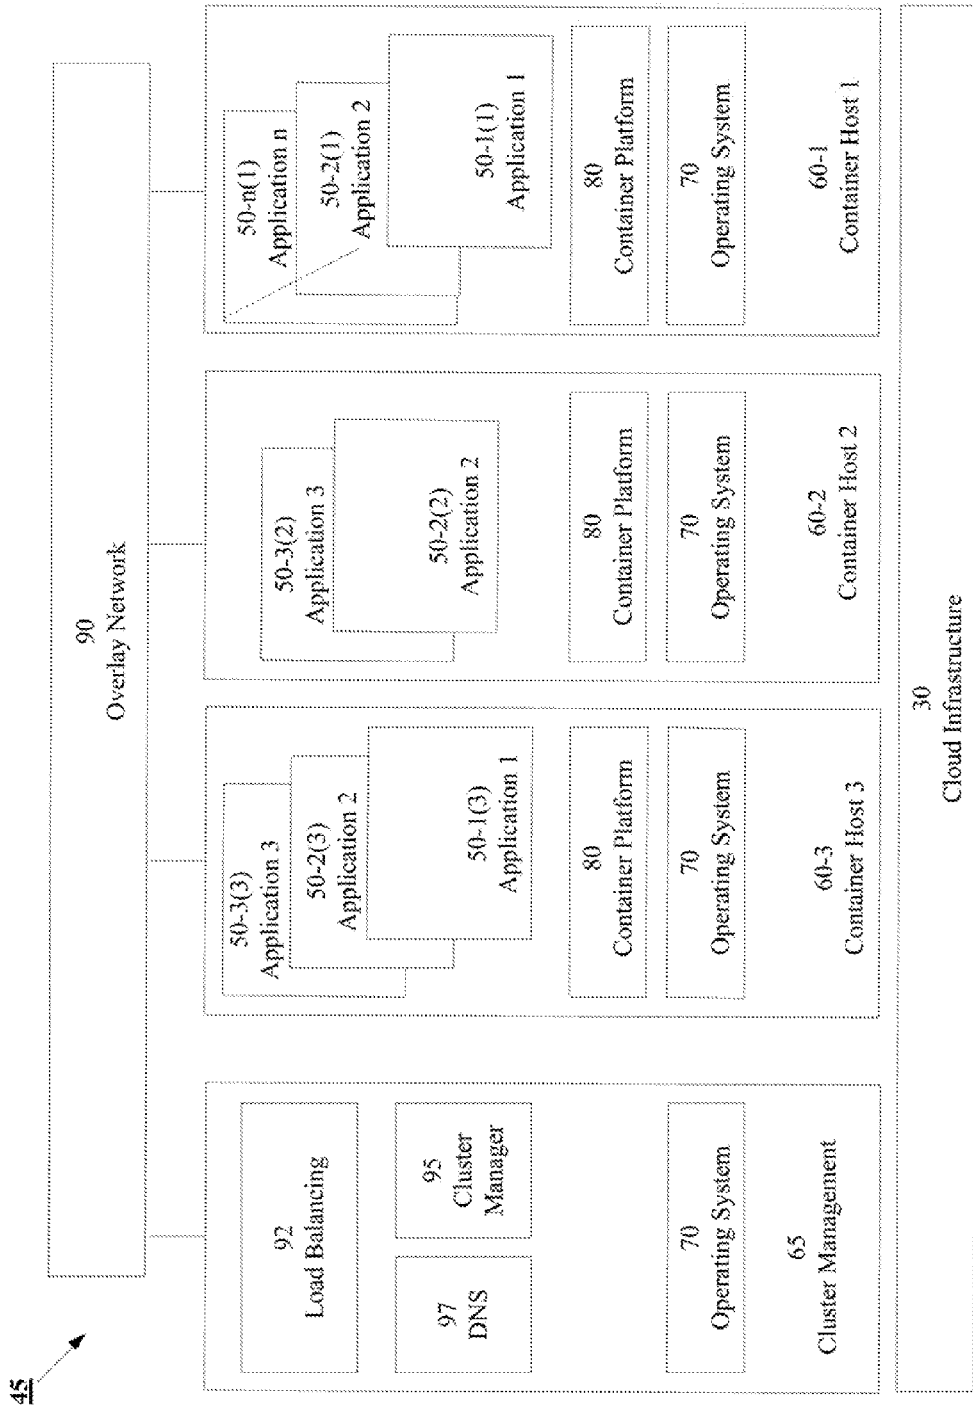 45
90
Overlay Network
92
Load Balancing
97
DNS
95
Cluster
Manager
70
Operating System
65
Cluster Management
50-3(3)
Application 3
50-2(3)
Application 2
50-1(3)
Application 1
80
Container Platform
70
Operating System
60-3
Container Host 3
50-3(2)
Application 3
50-2(2)
Application 2
80
Container Platform
70
Operating System
60-2
Container Host 2
50-n(1)
Application n
50-2(1)
Application 2
50-1(1)
Application 1
80
Container Platform
70
Operating System
60-1
Container Host 1
30
Cloud Infrastructure